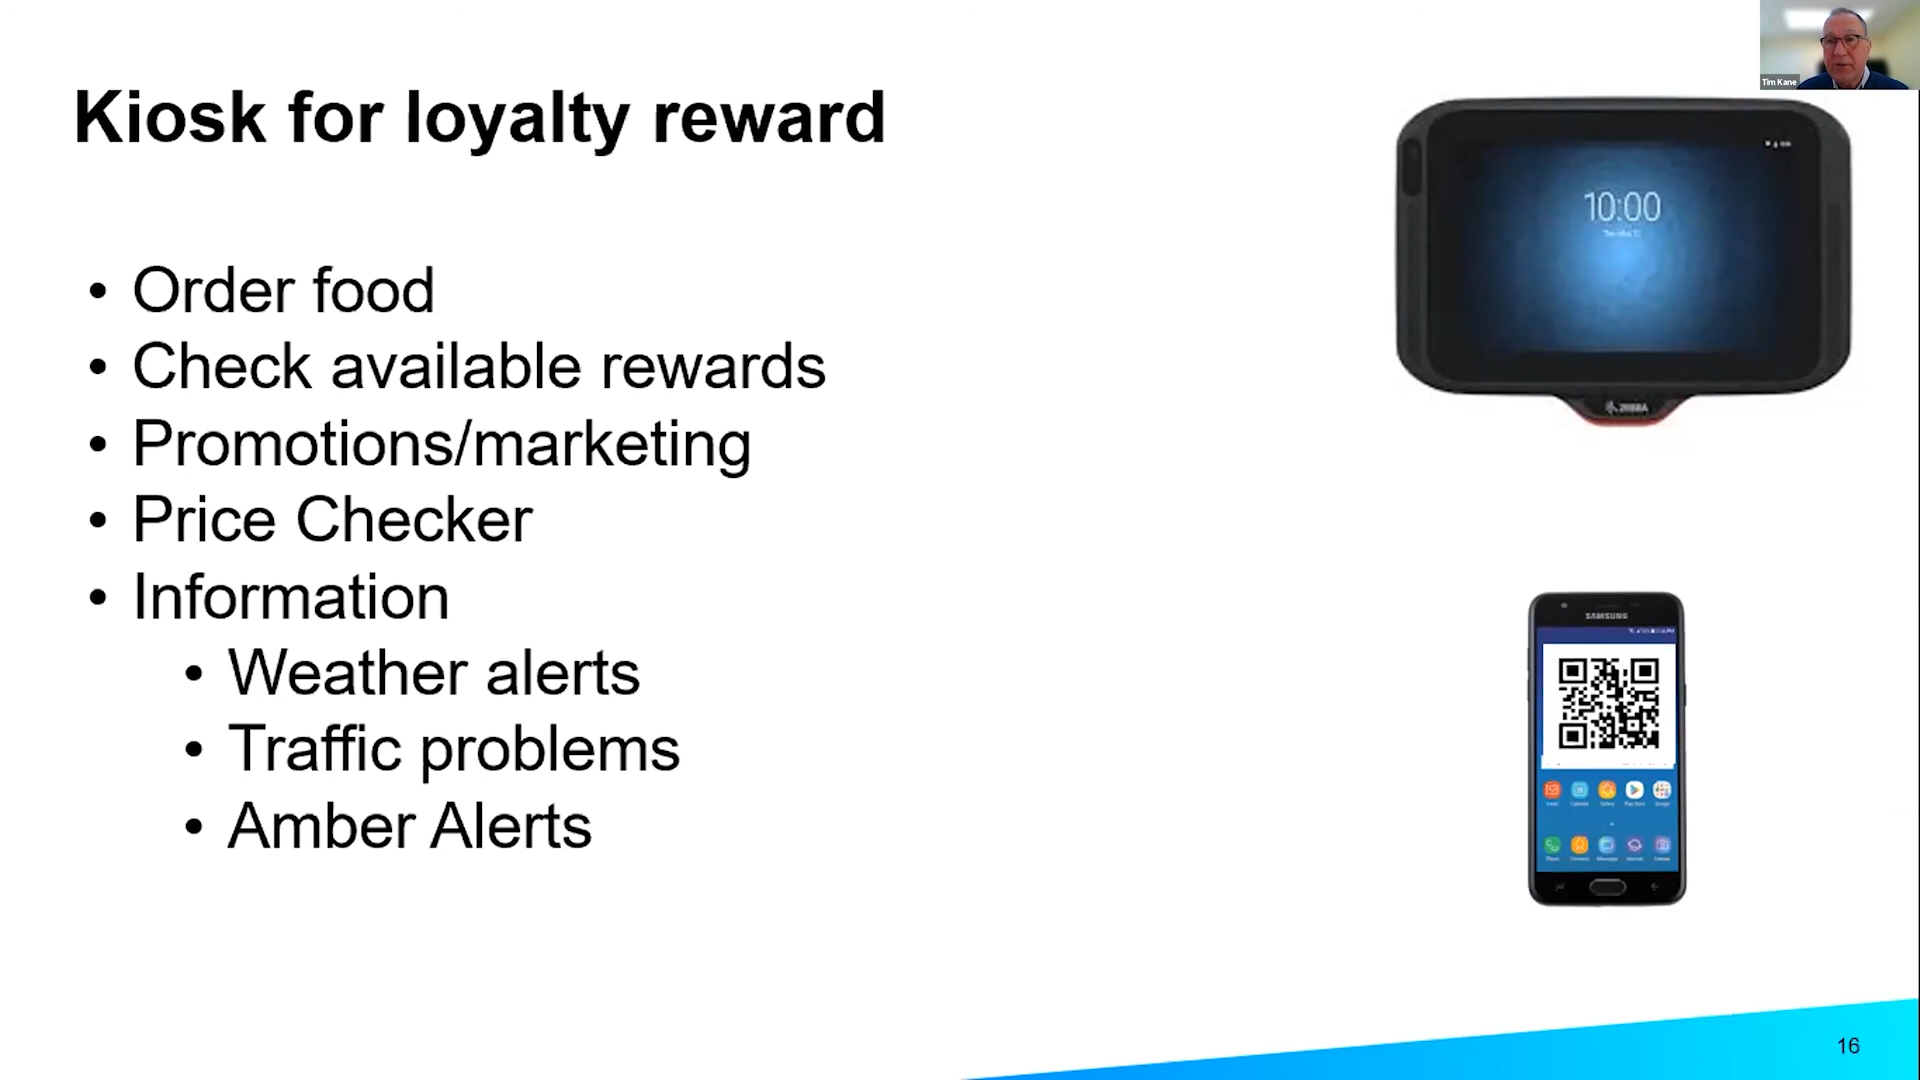 Tim Kane
Kiosk for loyalty reward
10:00
ZEBRA
• Order food
• Check available rewards
• Promotions/marketing
• Price Checker
• Information
• Weather alerts
• Traffic problems
• Amber Alerts
SAMSUNG
16